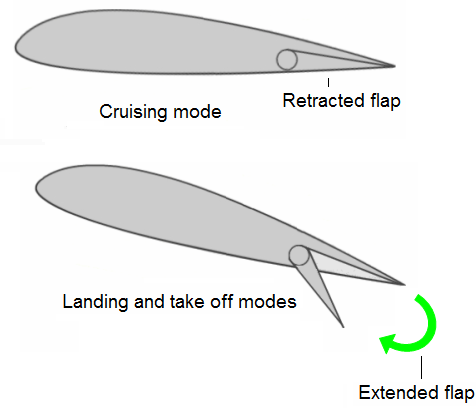 Retracted flap
Cruising mode
Landing and take off modes
Extended flap